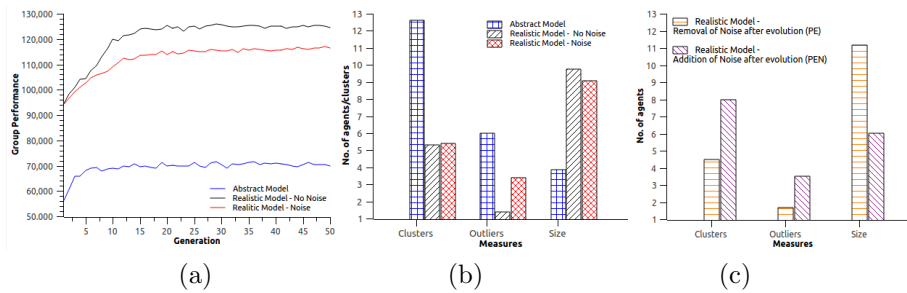 130,000
120,000
110,000
100,000
90,000
80,000
70,000
60,000
50,000
Group Performance
5 10 15 20 25 30 35 40 45 50
Generation
Abstract Model
Realistic Model - No Noise
Realitic Model - Noise
(a)
13
12
11
10
9
8
7
6
5
4
3
2
1
No. of agents/clusters
Abstract Model
Realistic Model - No Noise
Realistic Model - Noise
Clusters Outliers Size
Measures
(b)
13
12
11
10
9
8
7
6
5
4
3
2
1
No. of agents
Realistic Model -
Removal of Noise after evolution (PE)
Realistic Model -
Addition of Noise after evolution (PEN)
Clusters Outliers Size
Measures
(c)